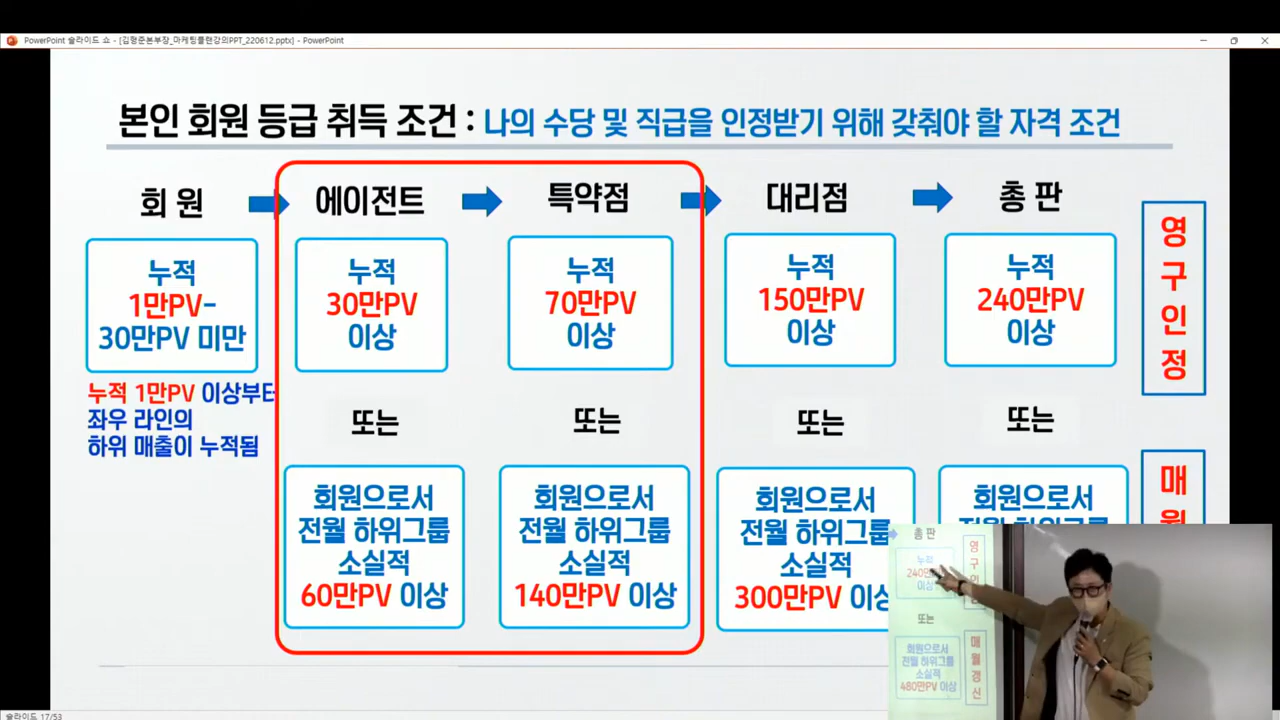 PowerPoint 슬라이드 쇼 - [김형준본부장_마케팅플랜강의PPT_220612.pptx] - PowerPoint
본인 회원 등급 취득 조건 : 나의 수당 및 직급을 인정받기 위해 갖춰야 할 자격 조건
회 원
에이전트
특약점
대리점
총 판
누적
1만PV-
30만PV 미만
누적
30만PV
이상
누적
70만PV
이상
누적
150만PV
이상
누적
240만PV
이상
영
구
인
정
누적 1만PV 이상부터
좌우 라인의
하위 매출이 누적됨
또는
또는
또는
또는
회원으로서
전월 하위그룹
소실적
60만PV 이상
회원으로서
전월 하위그룹
소실적
140만PV 이상
회원으로서
전월 하위그룹
소실적
300만PV 이상
회원으로서
전월 하위그룹
매
월
총 판
누적
이상
영
구
또는
회원으로서
전월 하위그룹
소실적
480만PV 이상
매
월
갱
신
슬라이드 17/53